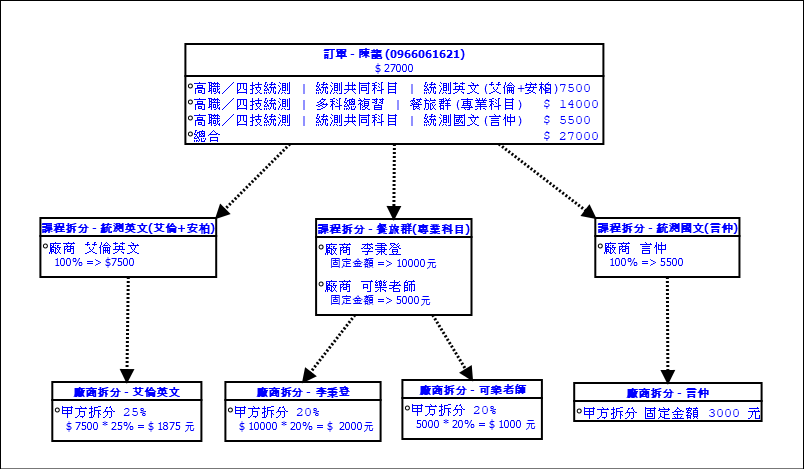 訂單 - 陳龍 (0966061621)
$ 27000
高職／四技統測 | 統測共同科目 | 統測英文(艾倫+安柏)7500
高職／四技統測 | 多科總複習 | 餐旅群(專業科目) $ 14000
高職／四技統測 | 統測共同科目 | 統測國文(言仲) $ 5500
總合 $ 27000
課程拆分 - 統測英文(艾倫+安柏)
廠商 艾倫英文
100% => $7500
課程拆分 - 餐旅群(專業科目)
廠商 李秉登
固定金額 => 10000元
廠商 可樂老師
固定金額 => 5000元
課程拆分 - 統測國文(言仲)
廠商 言仲
100% => 5500
廠商拆分 - 艾倫英文
甲方拆分 25%
$ 7500 * 25% = $ 1875 元
廠商拆分 - 李秉登
甲方拆分 20%
$ 10000 * 20% = $ 2000元
廠商拆分 - 可樂老師
甲方拆分 20%
5000 * 20% = $ 1000 元
廠商拆分 - 言仲
甲方拆分 固定金額 3000 元